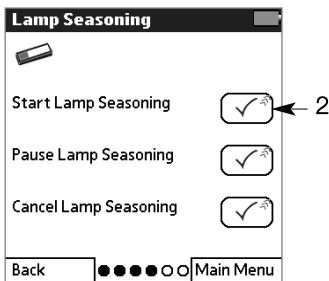 Lamp Seasoning
Start Lamp Seasoning
2
Pause Lamp Seasoning
Cancel Lamp Seasoning
Back
Main Menu